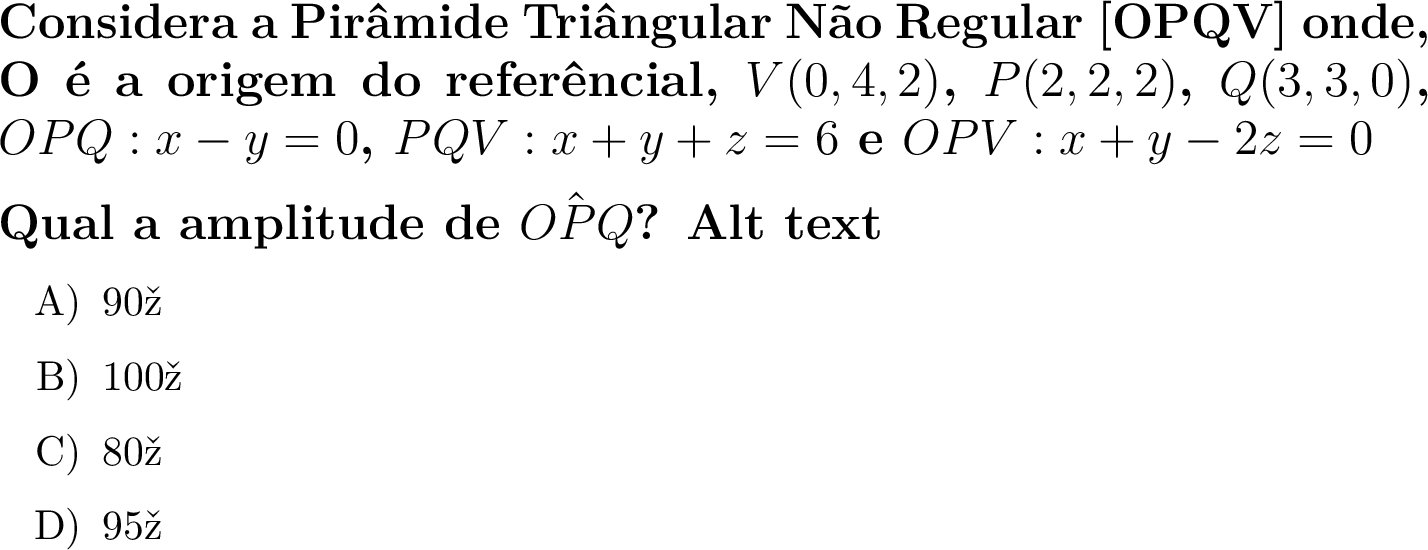 Considera a Pirâmide Triângular Não Regular [OPQV] onde,
O é a origem do referêncial, V(0, 4, 2), P(2, 2, 2), Q(3, 3, 0),
OPQ : x − y = 0, PQV : x + y + z = 6 e OPV : x + y − 2z = 0
Qual a amplitude de OP̂Q? Alt text
A) 90ž
B) 100ž
C) 80ž
D) 95ž